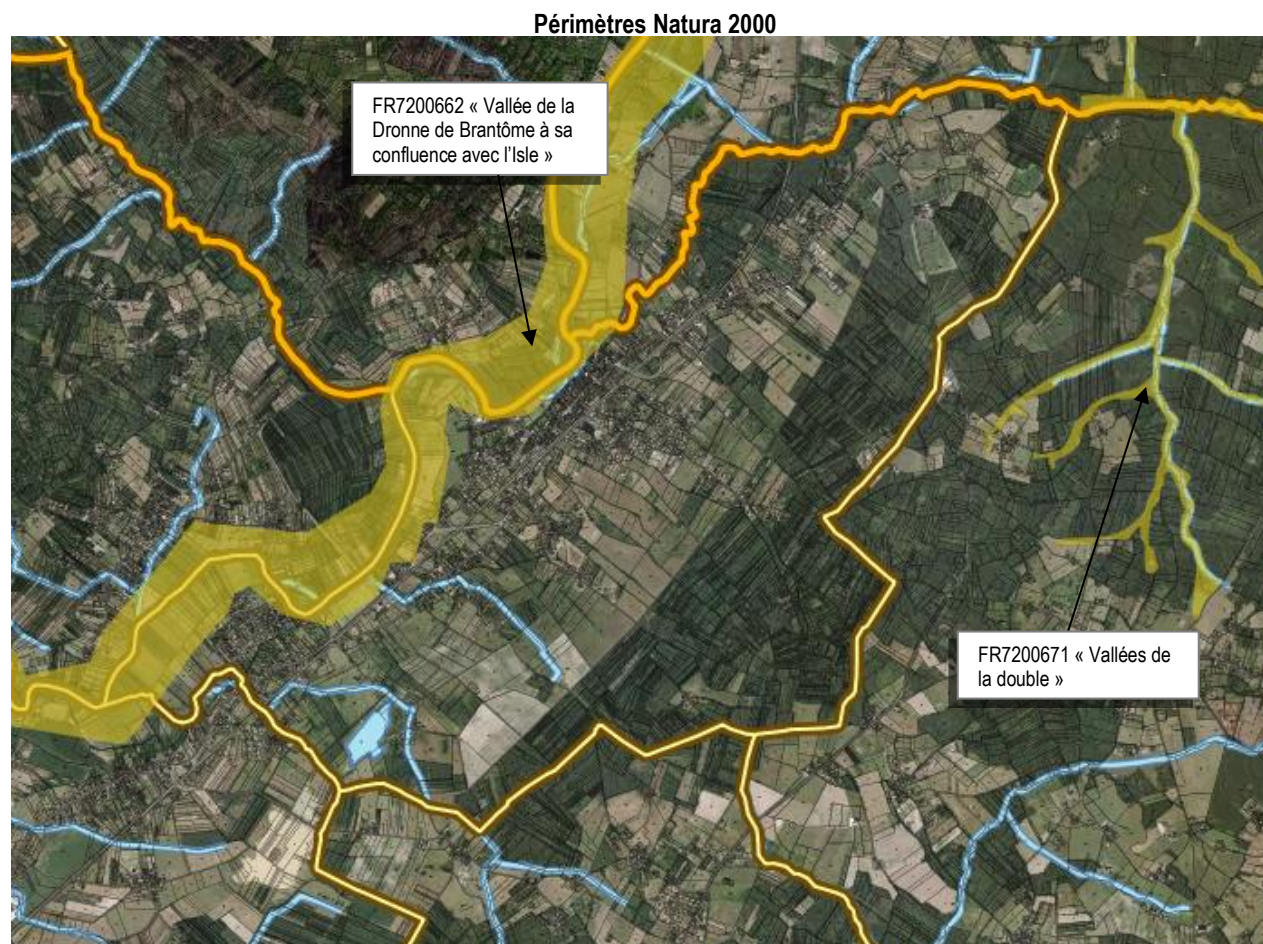 Périmètres Natura 2000
FR7200662 « Vallée de la
Dronne de Brantôme à sa
confluence avec l’Isle »
FR7200671 « Vallées de
la double »